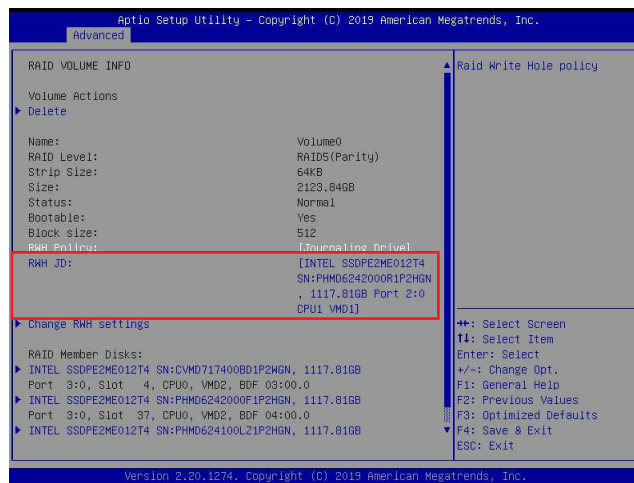 Aptio Setup Utility – Copyright (C) 2019 American Megatrends, Inc.
Advanced
RAID VOLUME INFO
Volume Actions
Delete
Name: Volume0
RAID Level: RAID5(Parity)
Strip Size: 64KB
Size: 2123.84GB
Status: Normal
Bootable: Yes
Block size: 512
RWH Policy: [Journaling Drive]
RWH JD: [INTEL SSDPE2ME012T4
SN:PHMD6242000R1P2HGN
, 1117.81GB Port 2:0
CPU1 VMD1]
Change RWH settings
RAID Member Disks:
INTEL SSDPE2ME012T4 SN:CVMD717400BD1P2WGN, 1117.81GB
Port 3:0, Slot 4, CPU0, VMD2, BDF 03:00.0
INTEL SSDPE2ME012T4 SN:PHMD6242000F1P2HGN, 1117.81GB
Port 3:0, Slot 37, CPU0, VMD2, BDF 04:00.0
INTEL SSDPE2ME012T4 SN:PHMD624100LZ1P2HGN, 1117.81GB
Raid Write Hole policy
→←: Select Screen
↑↓: Select Item
Enter: Select
+/-: Change Opt.
F1: General Help
F2: Previous Values
F3: Optimized Defaults
F4: Save & Exit
ESC: Exit
Version 2.20.1274. Copyright (C) 2019 American Megatrends, Inc.